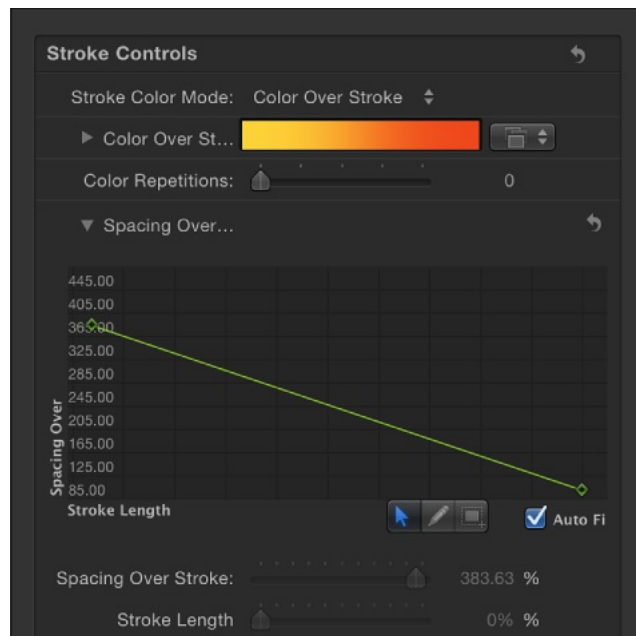 Stroke Controls
Stroke Color Mode: Color Over Stroke
Color Over St...
Color Repetitions: 0
Spacing Over...
445.00
405.00
325.00
285.00
245.00
205.00
165.00
125.00
85.00
Spacing Over
Stroke Length
Auto Fi
Spacing Over Stroke: 383.63 %
Stroke Length 0% %